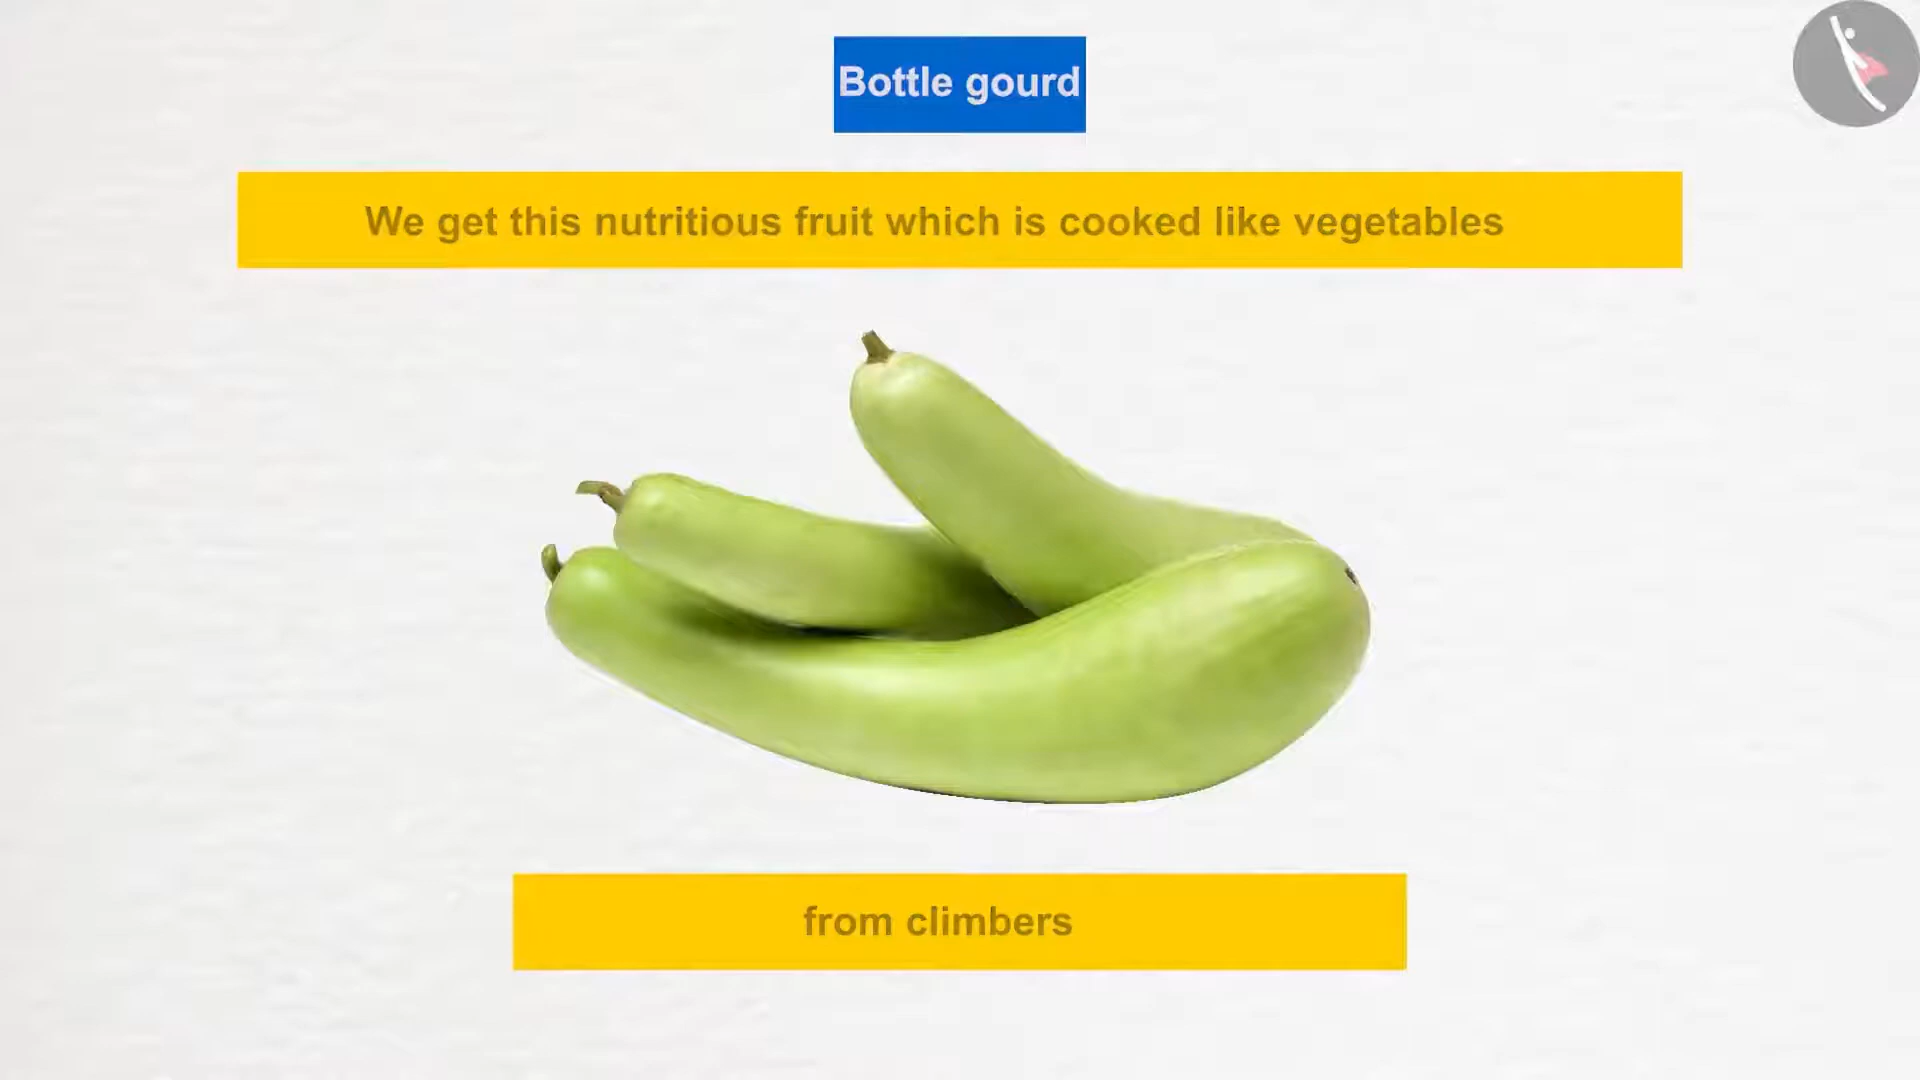 Bottle gourd
We get this nutritious fruit which is cooked like vegetables
from climbers